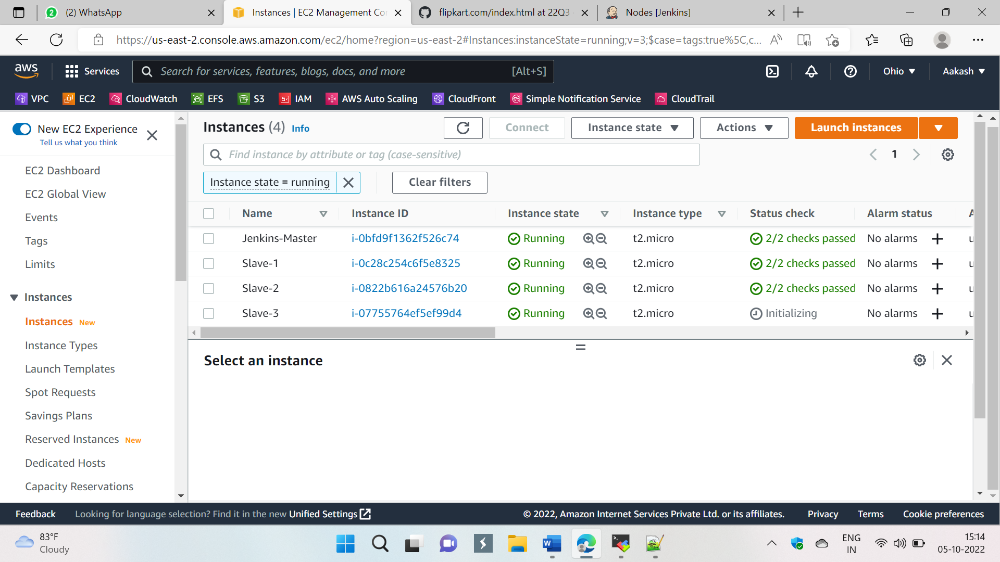 (2) WhatsApp
Instances | EC2 Management Co
flipkart.com/index.html at 22Q3
Nodes [Jenkins]
https://us-east-2.console.aws.amazon.com/ec2/home?region=us-east-2#Instances:instanceState=running;v=3;$case=tags:true%5C,c...
aws
Services
Search for services, features, blogs, docs, and more
[Alt+S]
Ohio
Aakash
VPC
EC2
CloudWatch
EFS
S3
IAM
AWS Auto Scaling
CloudFront
Simple Notification Service
CloudTrail
New EC2 Experience
Tell us what you think
EC2 Dashboard
EC2 Global View
Events
Tags
Limits
Instances
Instances New
Instance Types
Launch Templates
Spot Requests
Savings Plans
Reserved Instances New
Dedicated Hosts
Capacity Reservations
Instances (4) Info
Connect
Instance state
Actions
Launch instances
Find instance by attribute or tag (case-sensitive)
1
Instance state = running
Clear filters
Name Instance ID Instance state Instance type Status check Alarm status
Jenkins-Master i-0bfd9f1362f526c74 Running t2.micro 2/2 checks passed No alarms
Slave-1 i-0c28c254c6f5e8325 Running t2.micro 2/2 checks passed No alarms
Slave-2 i-0822b616a24576b20 Running t2.micro 2/2 checks passed No alarms
Slave-3 i-07755764ef5ef99d4 Running t2.micro Initializing No alarms
Select an instance
Feedback
Looking for language selection? Find it in the new Unified Settings
© 2022, Amazon Internet Services Private Ltd. or its affiliates.
Privacy
Terms
Cookie preferences
83°F
Cloudy
ENG
IN
15:14
05-10-2022